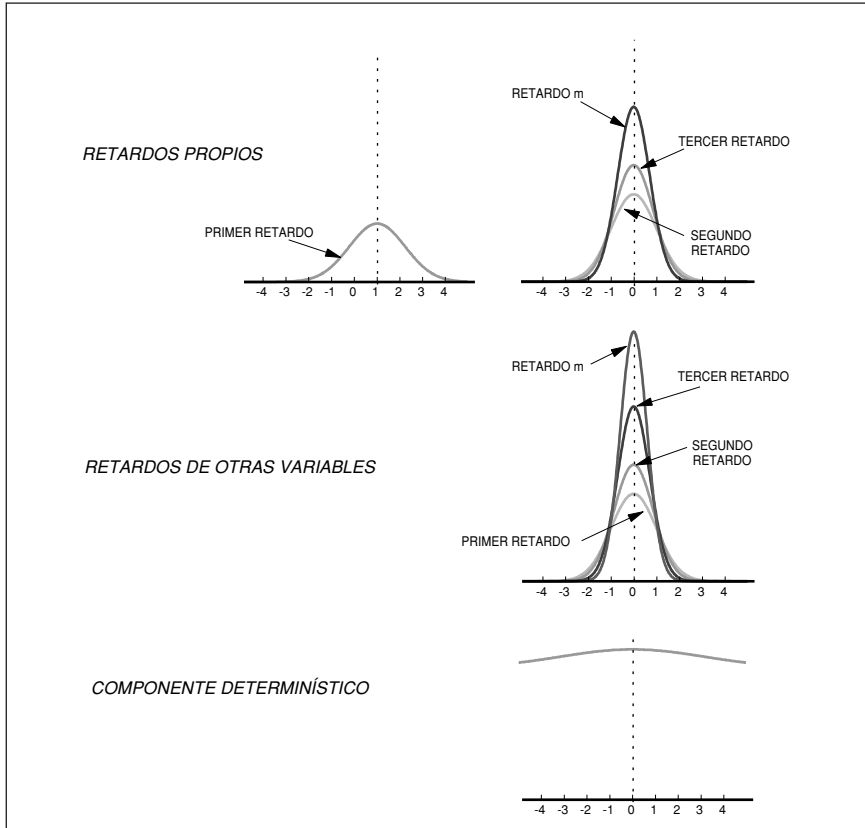 RETARDO m
TERCER RETARDO
RETARDOS PROPIOS
PRIMER RETARDO
SEGUNDO
RETARDO
-4 -3 -2 -1 0 1 2 3 4
-4 -3 -2 -1 0 1 2 3 4
RETARDO m
TERCER RETARDO
SEGUNDO
RETARDO
RETARDOS DE OTRAS VARIABLES
PRIMER RETARDO
-4 -3 -2 -1 0 1 2 3 4
COMPONENTE DETERMINÍSTICO
-4 -3 -2 -1 0 1 2 3 4